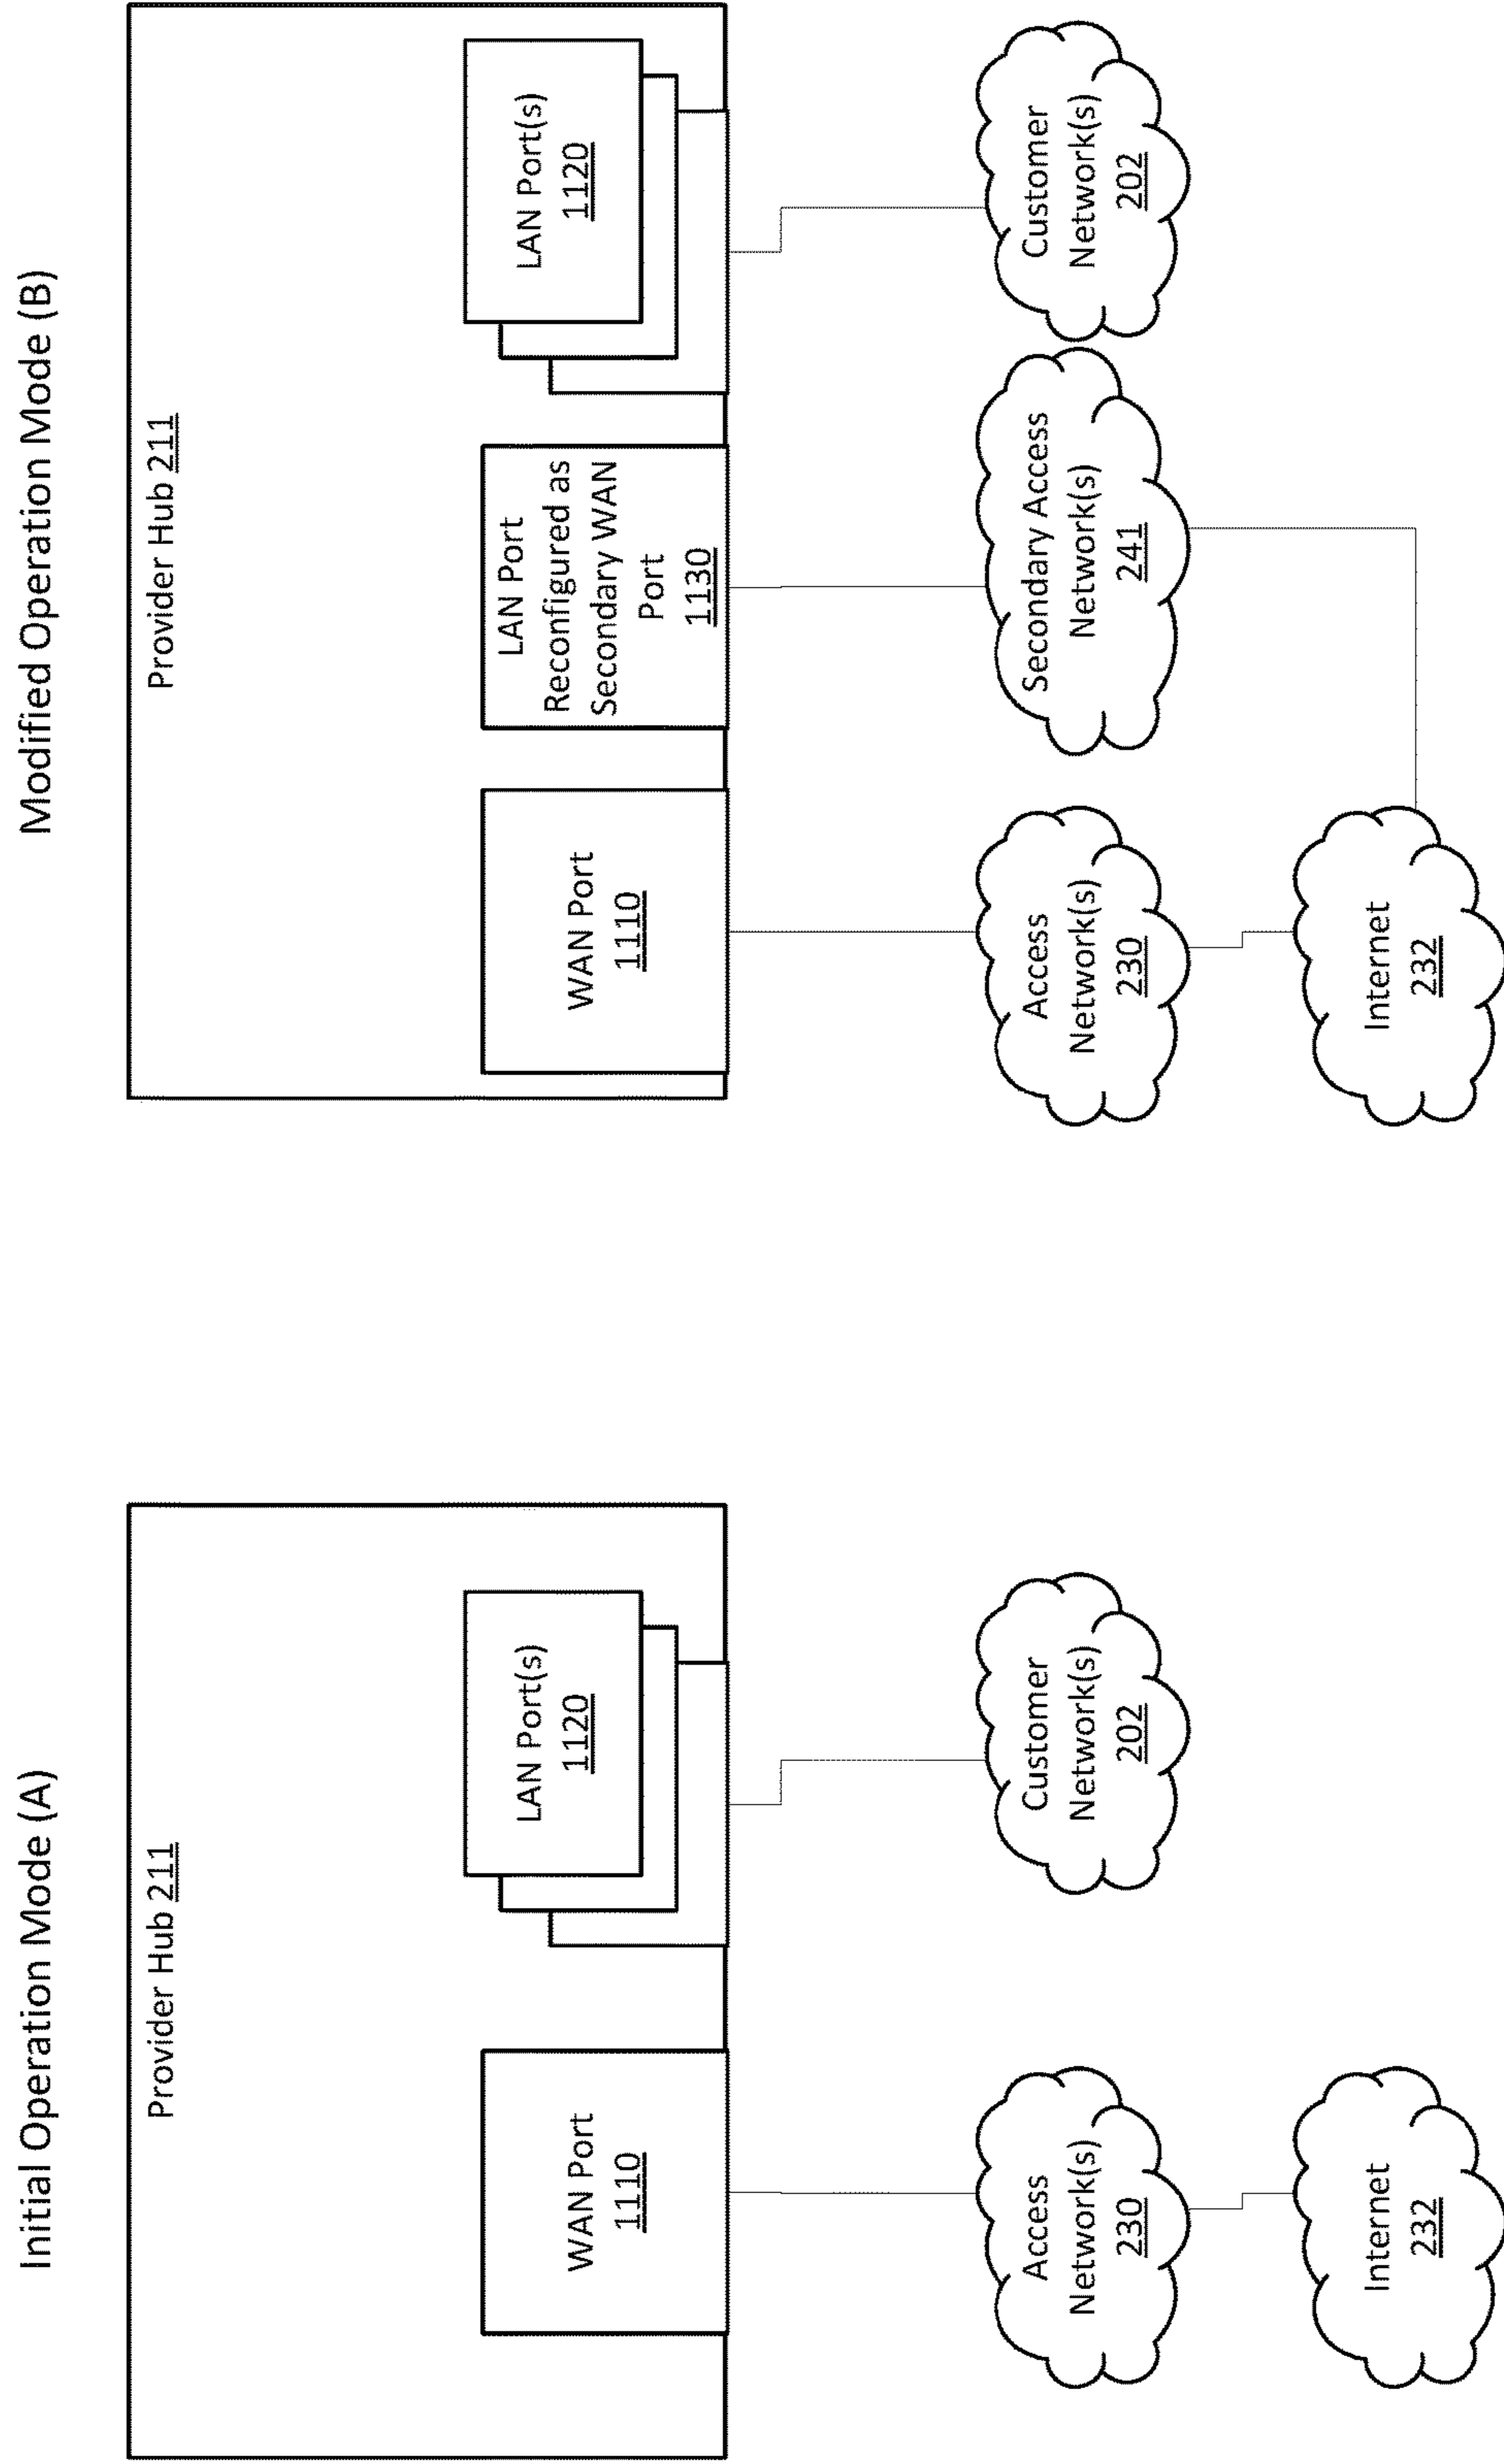 Initial Operation Mode (A)
Provider Hub 211
WAN Port
1110
LAN Port(s)
1120
Access
Network(s)
230
Customer
Network(s)
202
Internet
232
Modified Operation Mode (B)
Provider Hub 211
WAN Port
1110
LAN Port
Reconfigured as
Secondary WAN
Port
1130
LAN Port(s)
1120
Access
Network(s)
230
Secondary Access
Network(s)
241
Customer
Network(s)
202
Internet
232